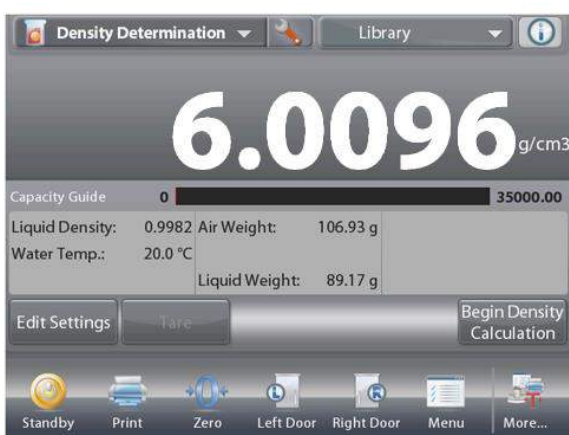 Density Determination Library
6.0096 g/cm3
Capacity Guide 0 35000.00
Liquid Density: 0.9982 Air Weight: 106.93 g
Water Temp.: 20.0 °C
Liquid Weight: 89.17 g
Edit Settings Tare Begin Density
Calculation
L R
Standby Print Zero Left Door Right Door Menu More...